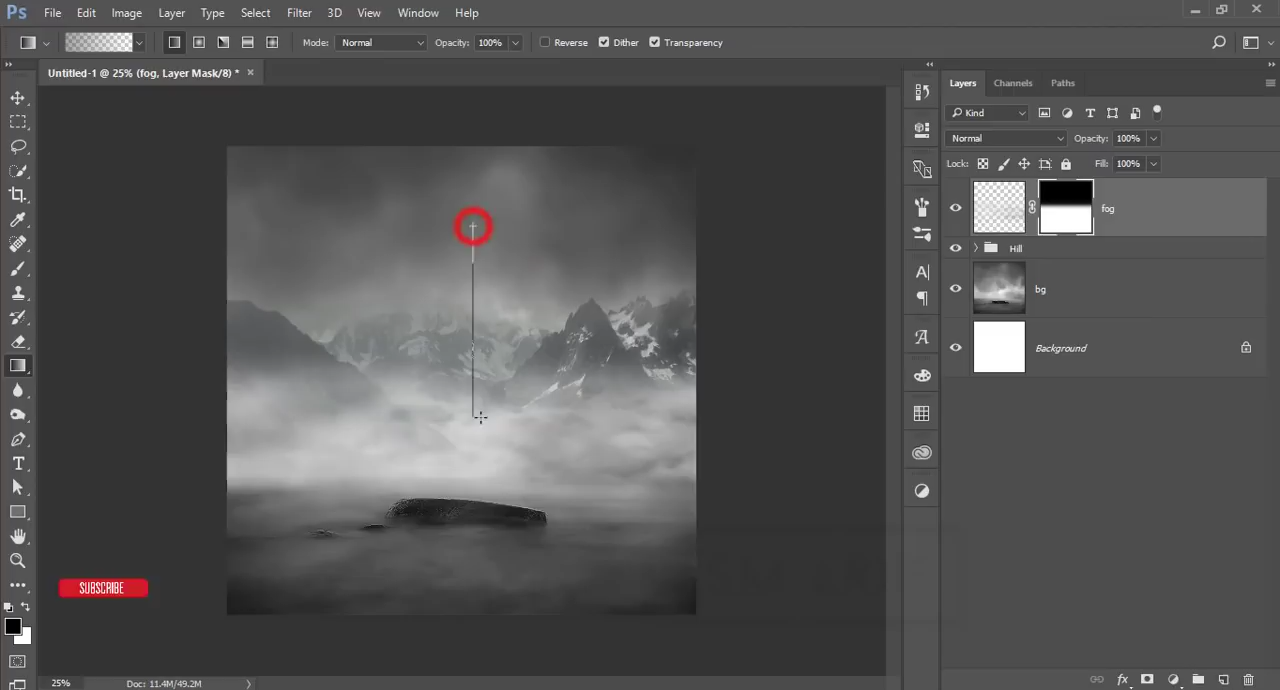 Ps File Edit Image Layer Type Select Filter 3D View Window Help
Mode: Normal Opacity: 100% Reverse Dither Transparency
Untitled-1 @ 25% (fog, Layer Mask/8) * ×
Layers Channels Paths
Kind
Normal Opacity: 100%
Lock: Fill: 100%
fog
Hill
bg
Background
SUBSCRIBE
25% Doc: 11.4M/49.2M